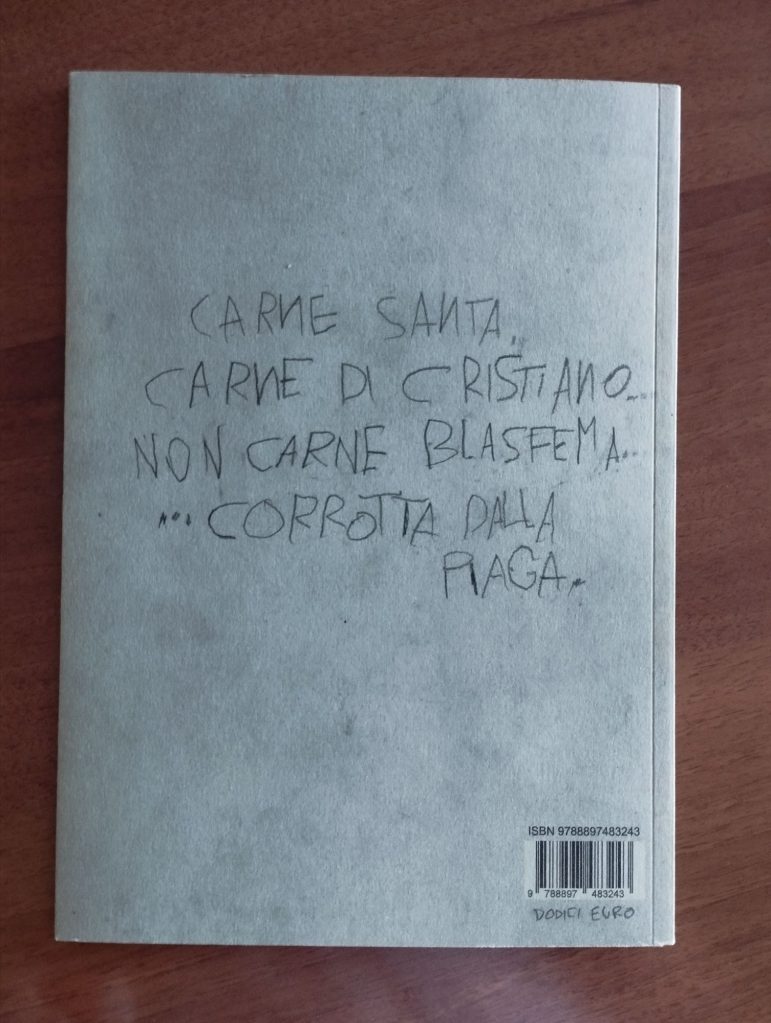 CARNE SANTA,
CARNE DI CRISTIANO...
NON CARNE BLASFEMA...
... CORROTTA DALLA
PIAGA...
ISBN 9788897483243
9 788897 483243
DODICI EURO